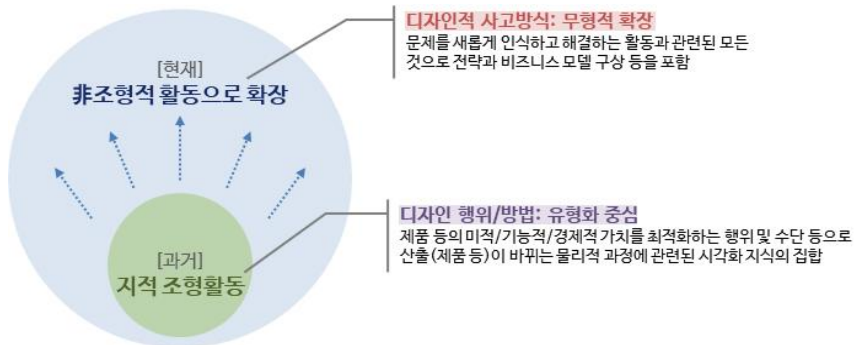 디자인적 사고방식: 무형적 확장
문제를 새롭게 인식하고 해결하는 활동과 관련된 모든
것으로 전략과 비즈니스 모델 구상 등을 포함
[현재]
非조형적 활동으로 확장
디자인 행위/방법: 유형화 중심
제품 등의 미적/기능적/경제적 가치를 최적화하는 행위 및 수단 등으로
산출(제품 등)이 바뀌는 물리적 과정에 관련된 시각화 지식의 집합
[과거]
지적 조형활동